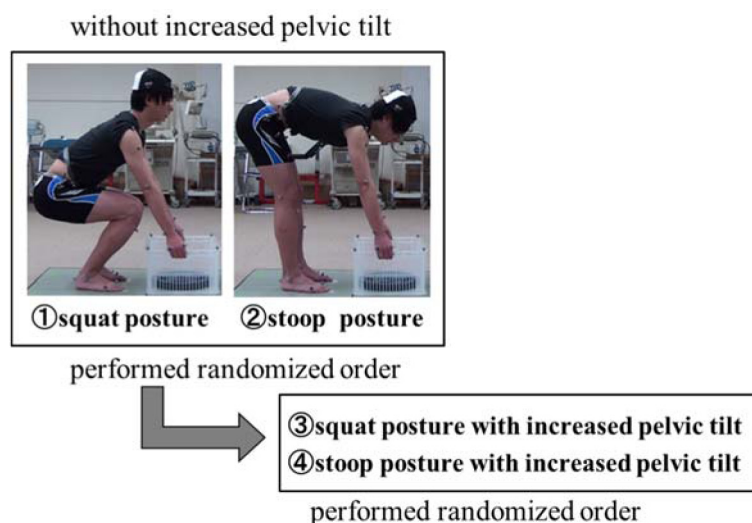 without increased pelvic tilt
①squat posture
②stoop posture
performed randomized order
③squat posture with increased pelvic tilt
④stoop posture with increased pelvic tilt
performed randomized order